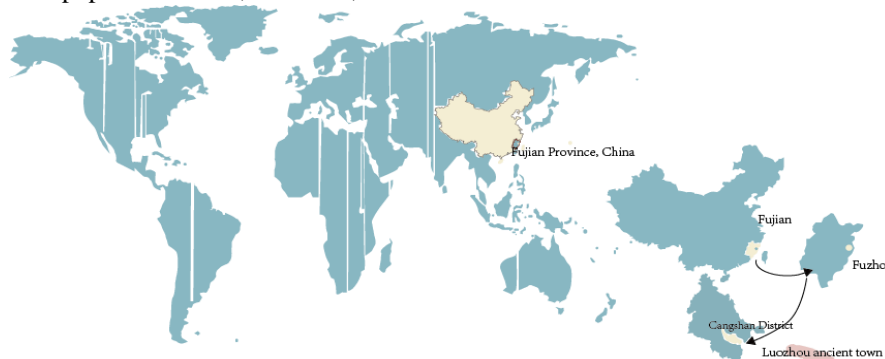 Fujian Province, China
Fujian
Fuzho
Cangshan District
Luozhou ancient town